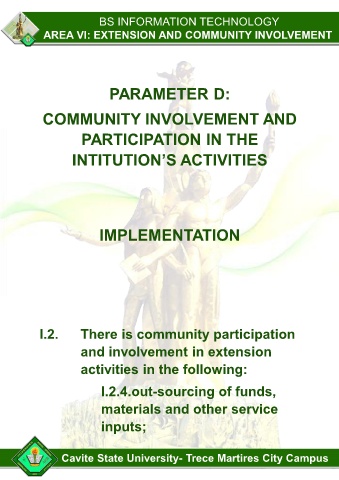 BS INFORMATION TECHNOLOGY
AREA VI: EXTENSION AND COMMUNITY INVOLVEMENT
PARAMETER D:
COMMUNITY INVOLVEMENT AND
PARTICIPATION IN THE
INTITUTION'S ACTIVITIES
IMPLEMENTATION
I.2. There is community participation
and involvement in extension
activities in the following:
I.2.4.out-sourcing of funds,
materials and other service
inputs;
Cavite State University- Trece Martires City Campus